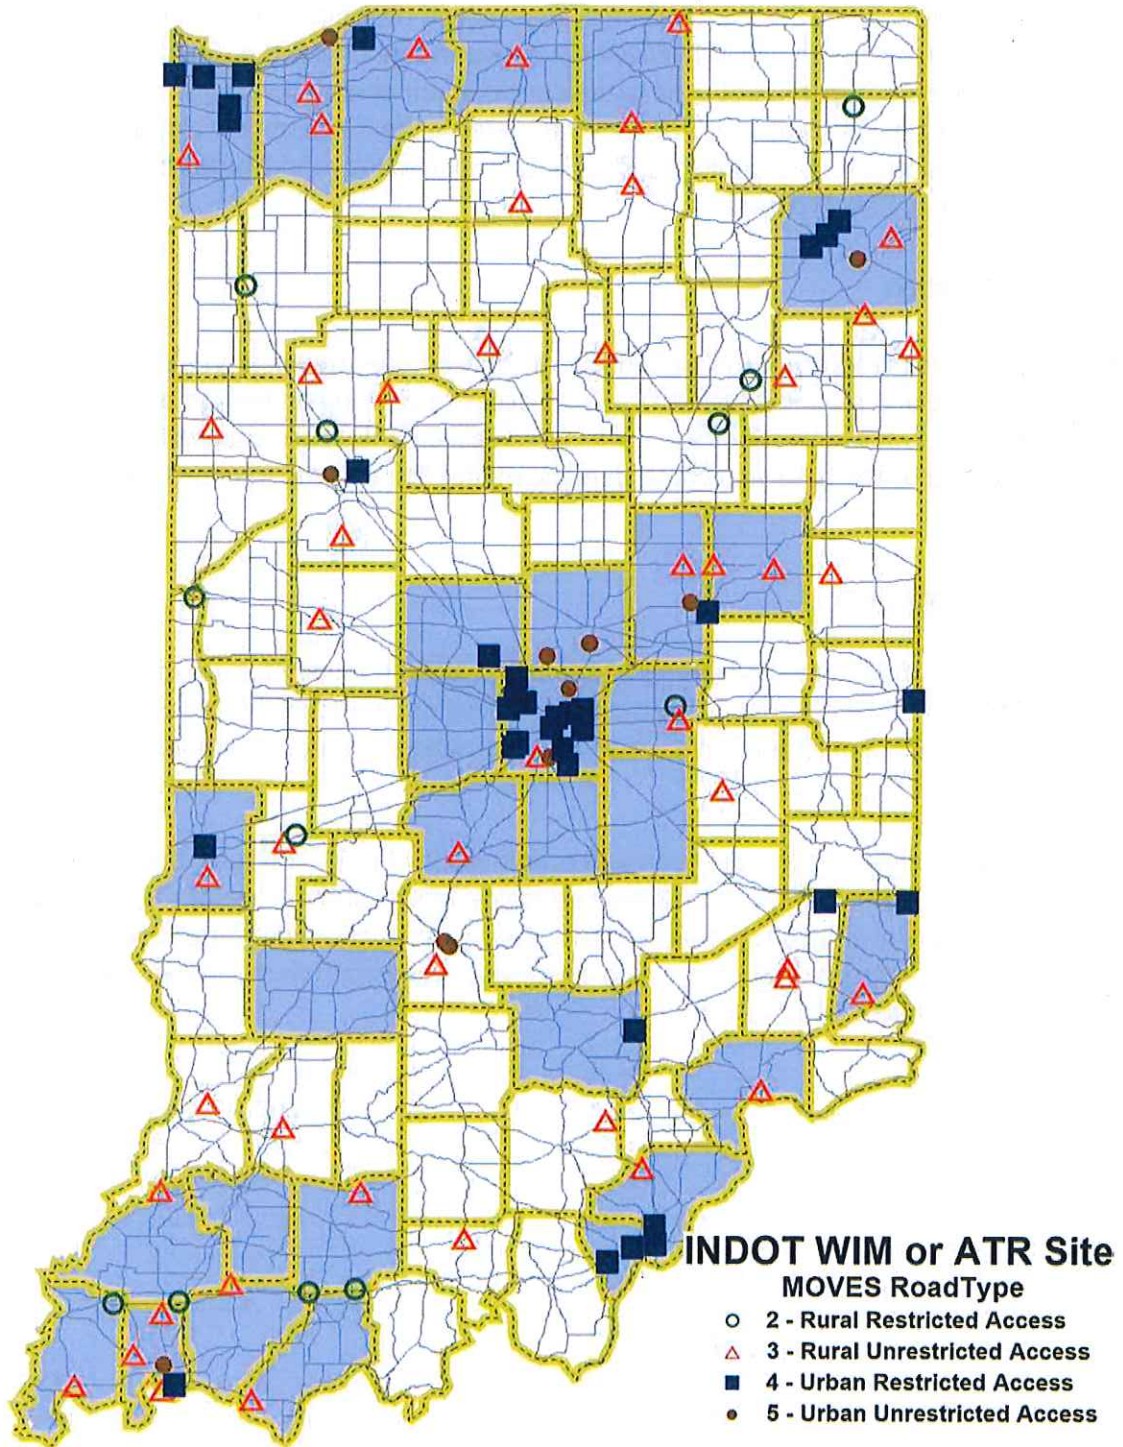 INDOT WIM or ATR Site
MOVES RoadType
2 - Rural Restricted Access
3 - Rural Unrestricted Access
4 - Urban Restricted Access
5 - Urban Unrestricted Access